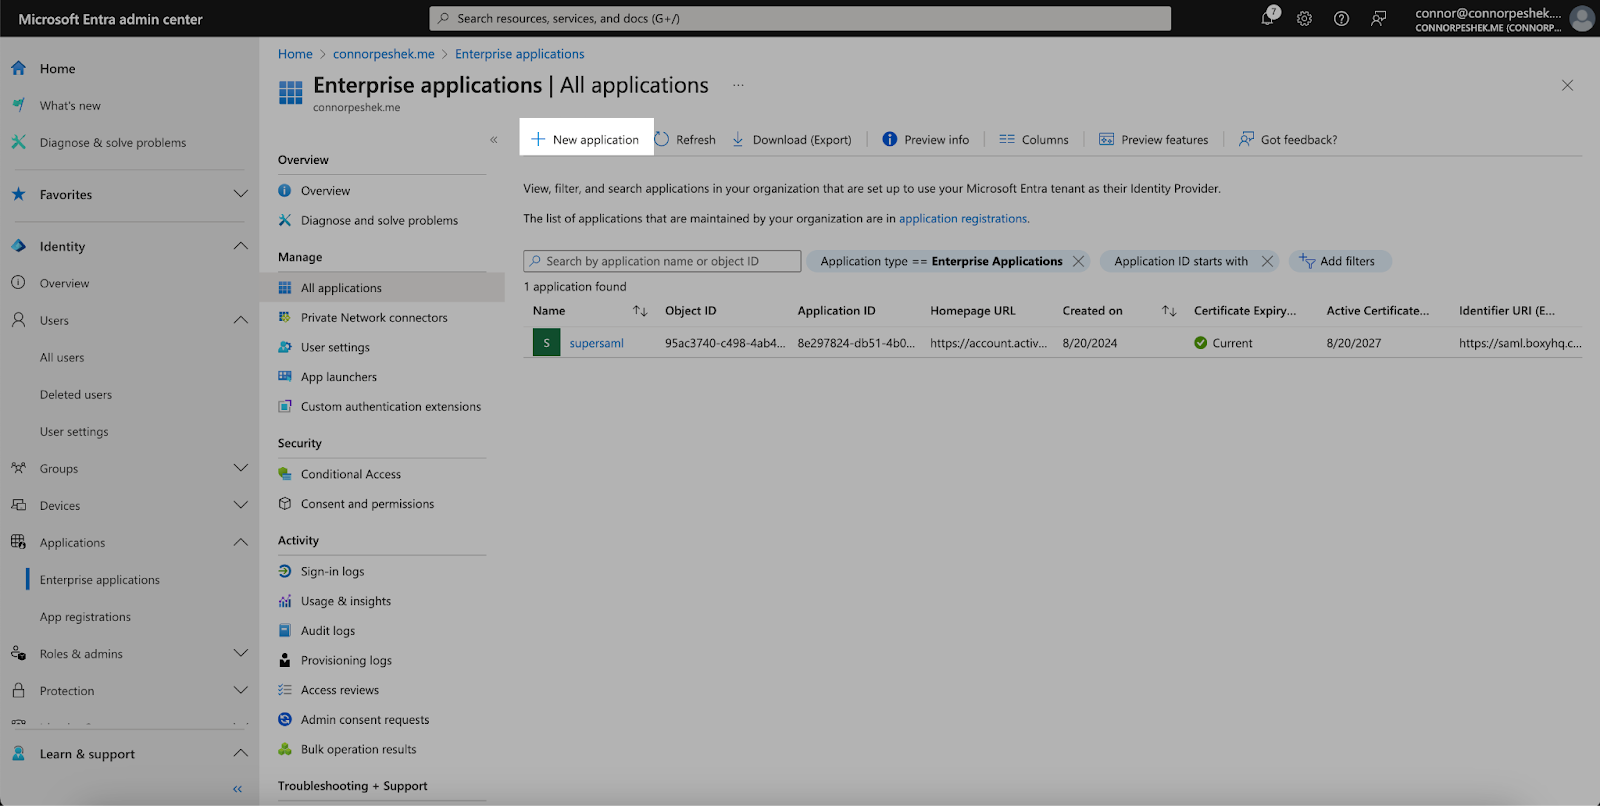 Microsoft Entra admin center
Search resources, services, and docs (G+/)
7
connor@connorpeshek....
CONNORPESHEK.ME (CONNORP...
Home
What's new
Diagnose & solve problems
Favorites
Identity
Overview
Users
All users
Deleted users
User settings
Groups
Devices
Applications
Enterprise applications
App registrations
Roles & admins
Protection
Learn & support
Home > connorpeshek.me > Enterprise applications
Enterprise applications | All applications ...
connorpeshek.me
Overview
Overview
Diagnose and solve problems
Manage
All applications
Private Network connectors
User settings
App launchers
Custom authentication extensions
Security
Conditional Access
Consent and permissions
Activity
Sign-in logs
Usage & insights
Audit logs
Provisioning logs
Access reviews
Admin consent requests
Bulk operation results
Troubleshooting + Support
New application Refresh Download (Export) Preview info Columns Preview features Got feedback?
View, filter, and search applications in your organization that are set up to use your Microsoft Entra tenant as their Identity Provider.
The list of applications that are maintained by your organization are in application registrations.
Search by application name or object ID Application type == Enterprise Applications Application ID starts with Add filters
1 application found
Name Object ID Application ID Homepage URL Created on Certificate Expiry... Active Certificate... Identifier URI (E...
S supersaml 95ac3740-c498-4ab4... 8e297824-db51-4b0... https://account.activ... 8/20/2024 Current 8/20/2027 https://saml.boxyhq.c...